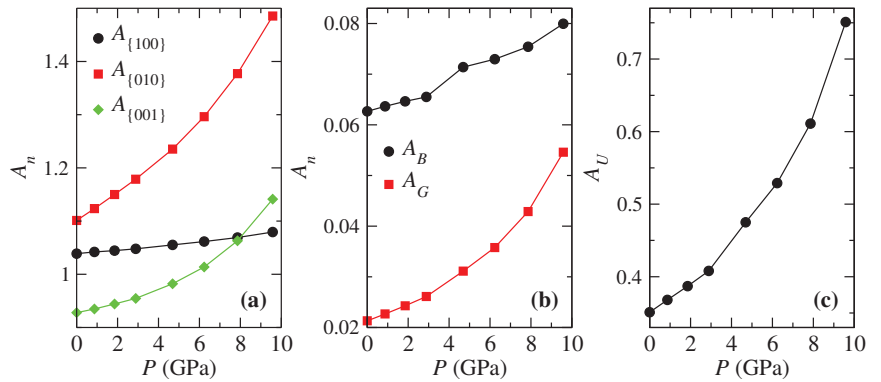 A{100}
A{010}
A{001}
1.4
1.2
1
A_n
0 2 4 6 8 10
P (GPa)
(a)
0.08
0.06
0.04
0.02
A_n
A_B
A_G
0 2 4 6 8 10
P (GPa)
(b)
0.7
0.6
0.5
0.4
A_U
0 2 4 6 8 10
P (GPa)
(c)